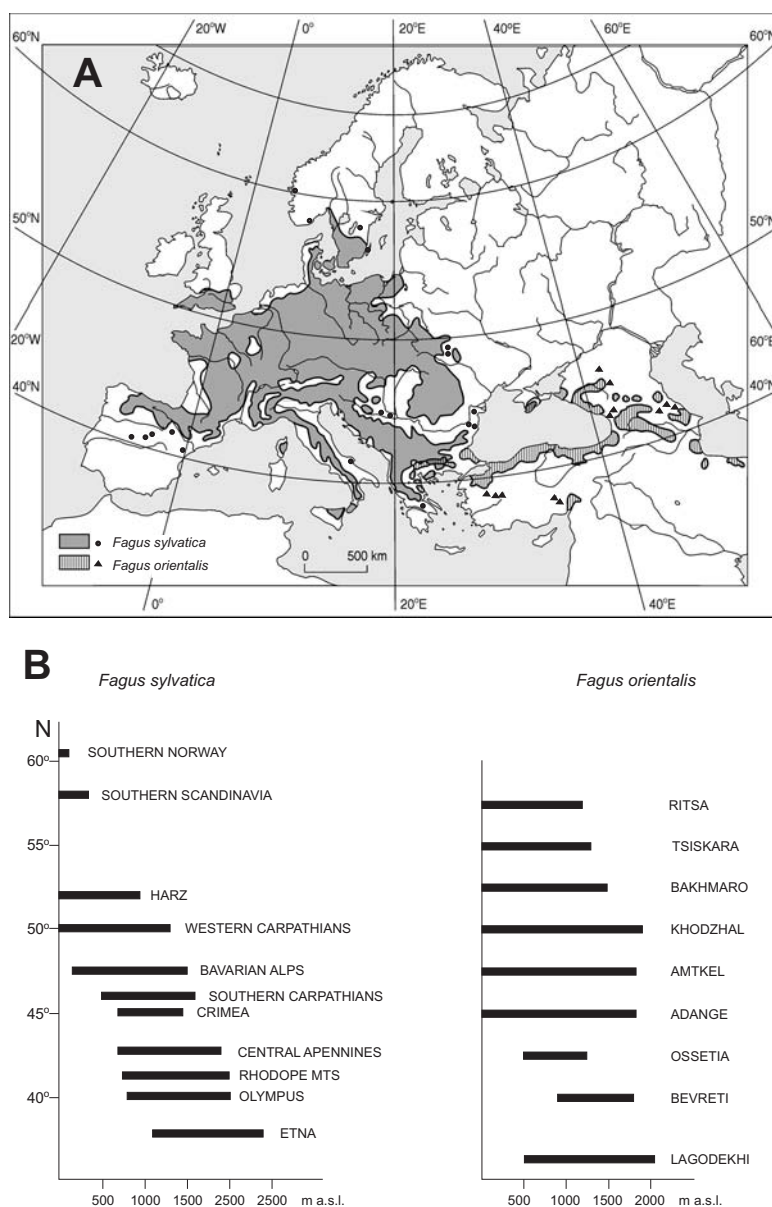 20°W 0° 20°E 40°E 60°E
60°N 60°N
A
50°N 50°N
20°W 60°E
40°N 40°N
Fagus sylvatica
Fagus orientalis
0 500 km
0° 20°E 40°E
B
Fagus sylvatica Fagus orientalis
N
60° SOUTHERN NORWAY
SOUTHERN SCANDINAVIA
55°
HARZ
50° WESTERN CARPATHIANS
BAVARIAN ALPS
SOUTHERN CARPATHIANS
45° CRIMEA
CENTRAL APENNINES
RHODOPE MTS
40° OLYMPUS
ETNA
500 1000 1500 2500 2500 m a.s.l.
RITSA
TSISKARA
BAKHMARO
KHODZHAL
AMTKEL
ADANGE
OSSETIA
BEVRETI
LAGODEKHI
500 1000 1500 2000 m a.s.l.